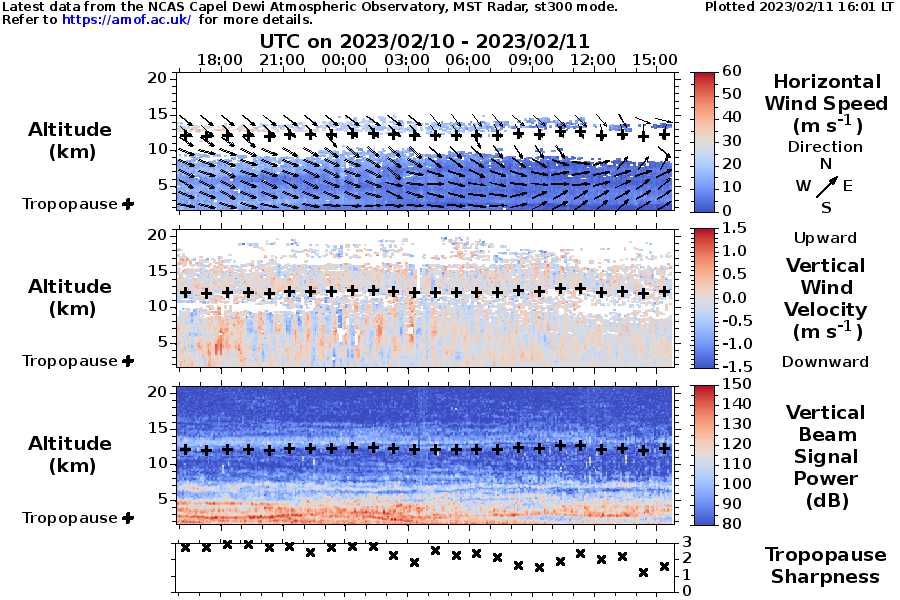 Latest data from the NCAS Capel Dewi Atmospheric Observatory, MST Radar, st300 mode.
Plotted 2023/02/11 16:01 LT
Refer to https://amof.ac.uk/ for more details.
UTC on 2023/02/10 - 2023/02/11
18:00 21:00 00:00 03:00 06:00 09:00 12:00 15:00
20
15
10
5
Altitude
(km)
Tropopause
60
50
40
30
20
10
0
Horizontal
Wind Speed
(m s-1)
Direction
N
W E
S
20
15
10
5
Altitude
(km)
Tropopause
1.5
1.0
0.5
0.0
-0.5
-1.0
-1.5
Upward
Vertical
Wind
Velocity
(m s-1)
Downward
20
15
10
5
Altitude
(km)
Tropopause
150
140
130
120
110
100
90
80
Vertical
Beam
Signal
Power
(dB)
3
2
1
0
Tropopause
Sharpness